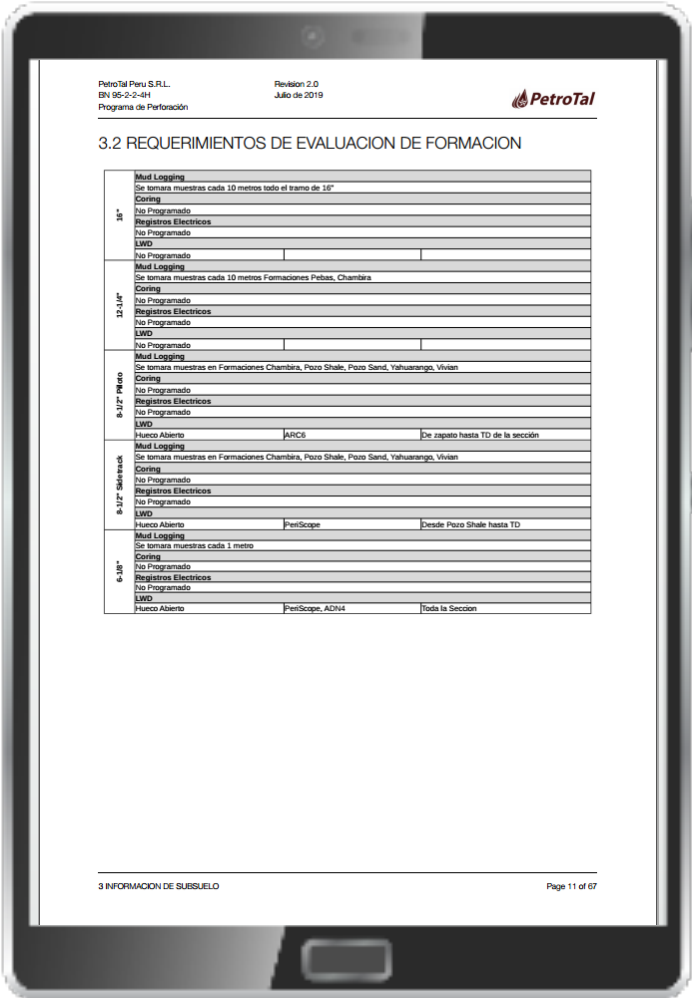 PetroTal Peru S.R.L. Revision 2.0
BN 95-2-2-4H Julio de 2019
Programa de Perforación
PetroTal
3.2 REQUERIMIENTOS DE EVALUACION DE FORMACION
16"
Mud Logging
Se tomara muestras cada 10 metros todo el tramo de 16"
Coring
No Programado
Registros Electricos
No Programado
LWD
No Programado
12-1/4"
Mud Logging
Se tomara muestras cada 10 metros Formaciones Pebas, Chambira
Coring
No Programado
Registros Electricos
No Programado
LWD
No Programado
8-1/2" Piloto
Mud Logging
Se tomara muestras en Formaciones Chambira, Pozo Shale, Pozo Sand, Yahuarango, Vivian
Coring
No Programado
Registros Electricos
No Programado
LWD
Hueco Abierto ARC6 De zapato hasta TD de la sección
8-1/2" Sidetrack
Mud Logging
Se tomara muestras en Formaciones Chambira, Pozo Shale, Pozo Sand, Yahuarango, Vivian
Coring
No Programado
Registros Electricos
No Programado
LWD
Hueco Abierto PeriScope Desde Pozo Shale hasta TD
6-1/8"
Mud Logging
Se tomara muestras cada 1 metro
Coring
No Programado
Registros Electricos
No Programado
LWD
Hueco Abierto PeriScope, ADN4 Toda la Seccion
3 INFORMACION DE SUBSUELO Page 11 of 67